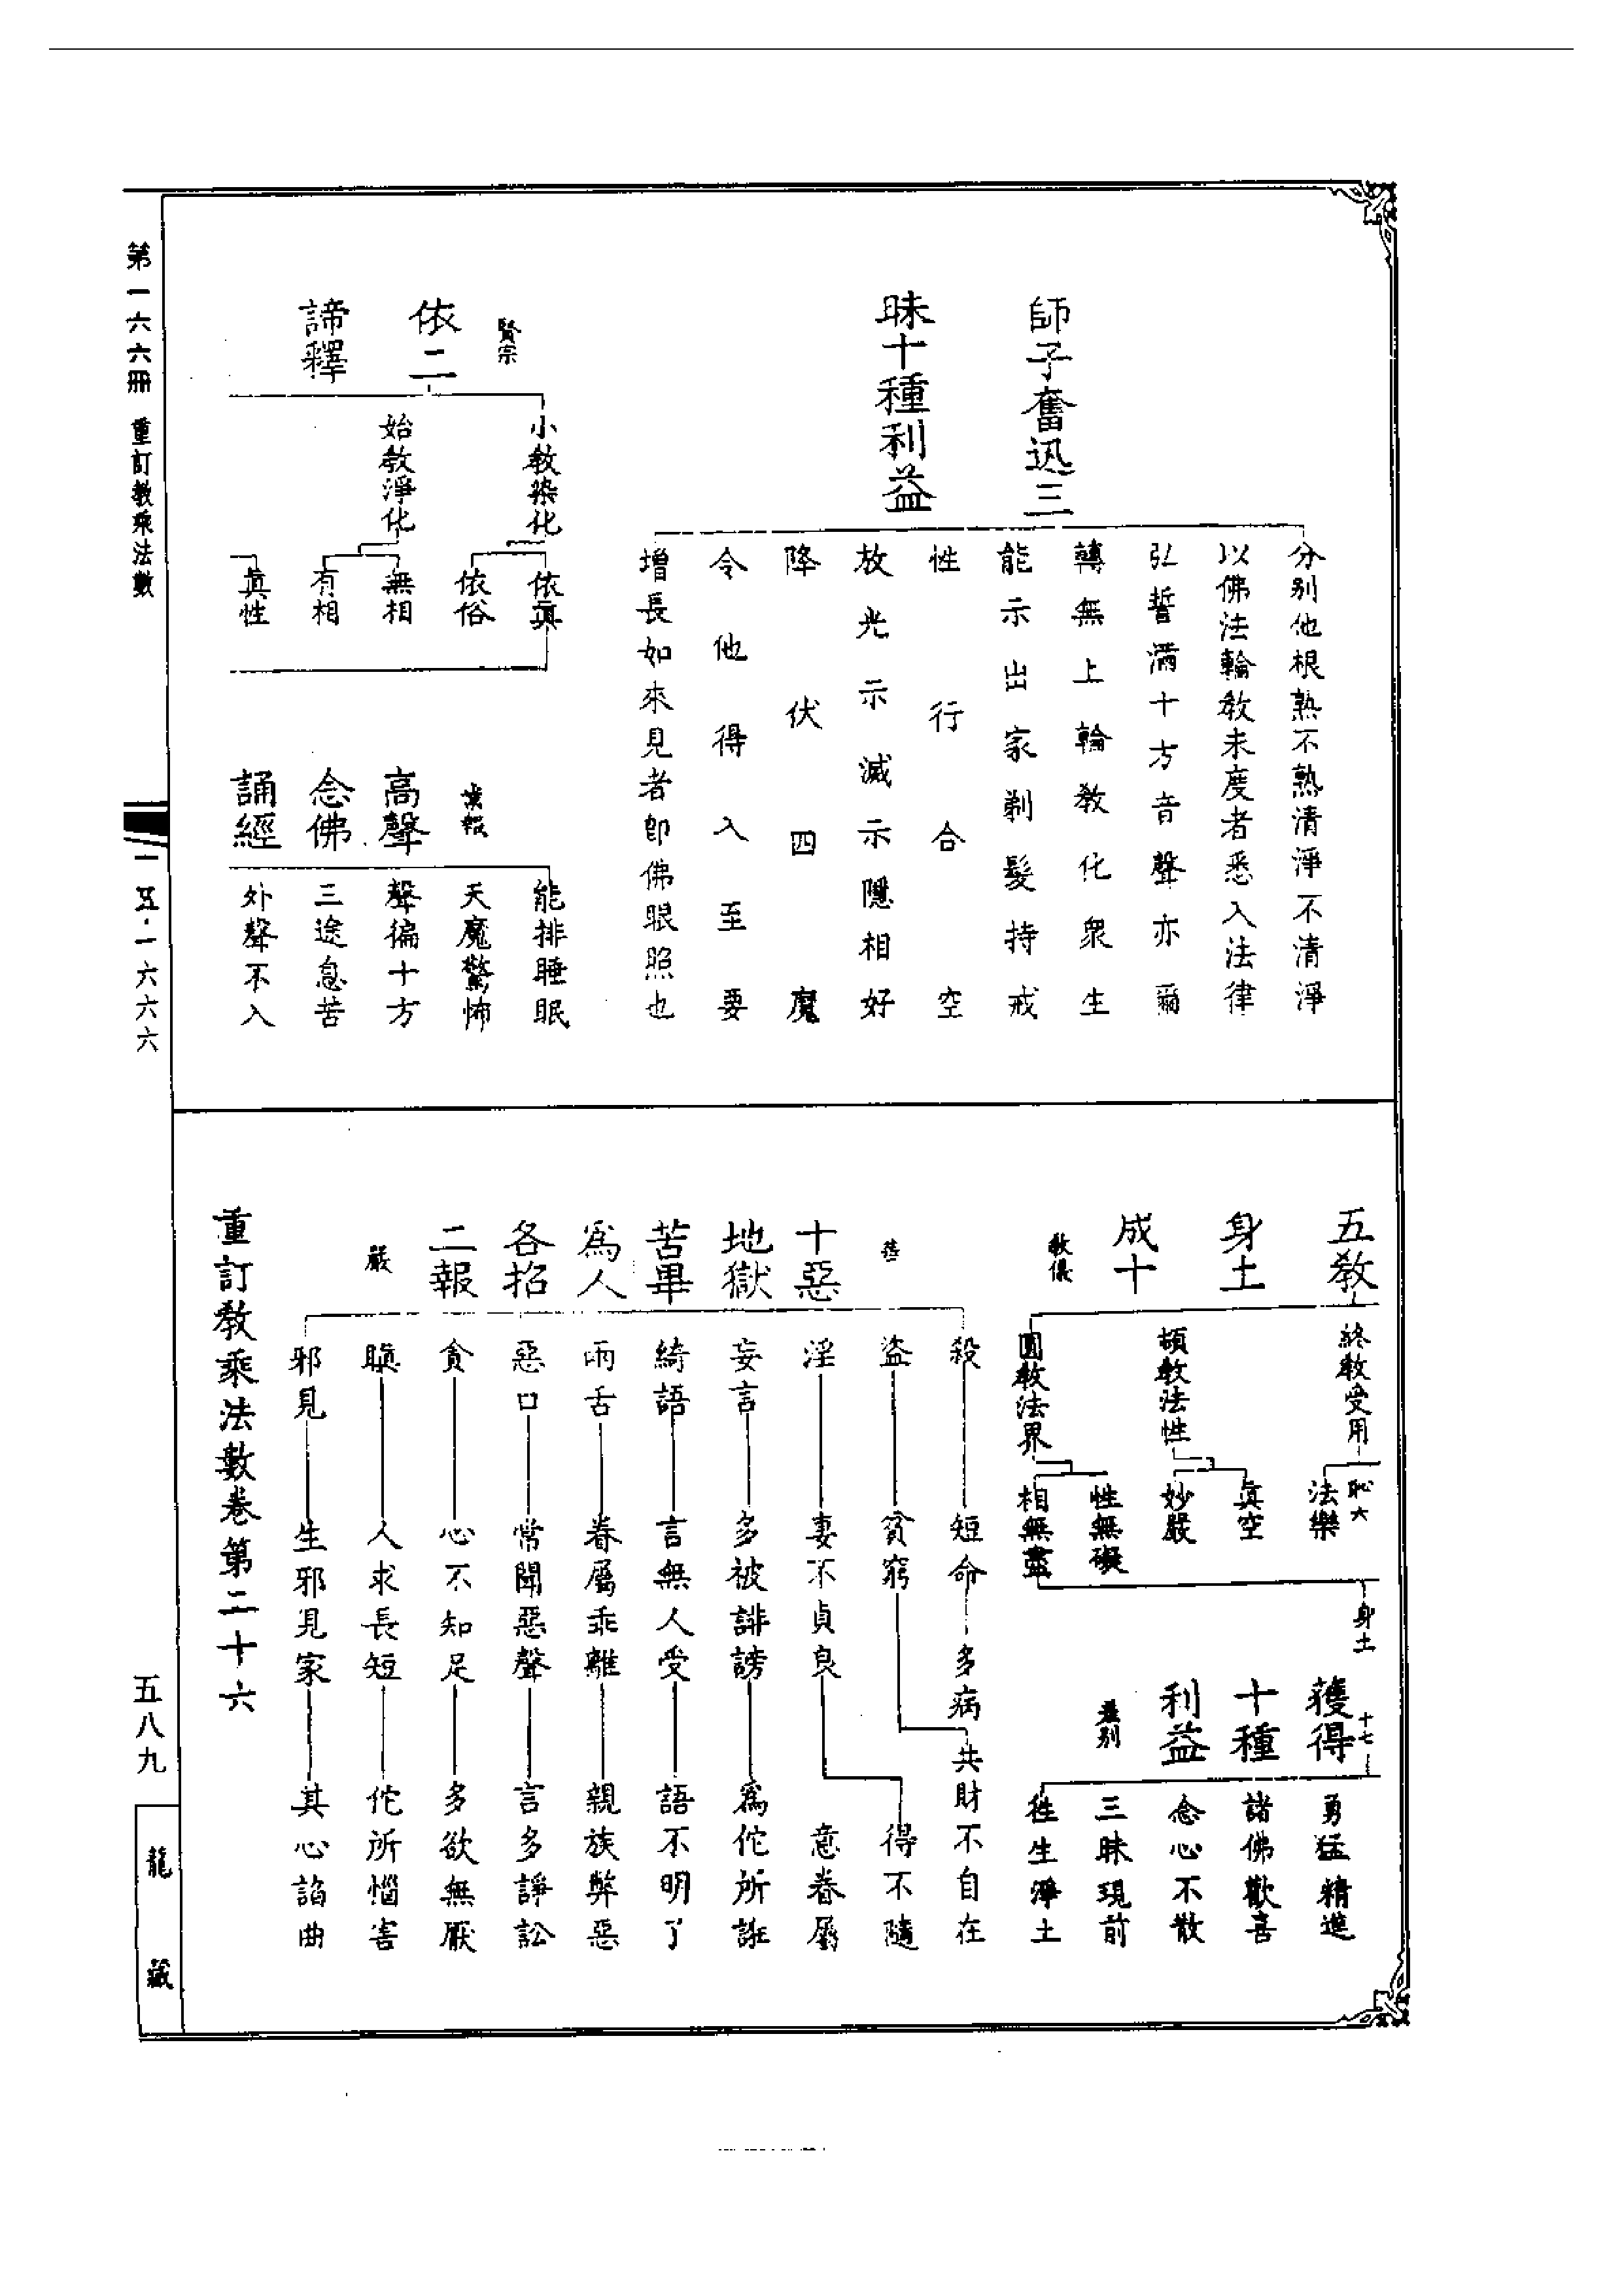 師子奮迅三
昧十種利益
分別他根熟不熟清淨不清淨
以佛法輪教未度者悉入法律
弘誓滿十方音聲亦爾
轉無上輪教化衆生
能示出家剃髮持戒
性行合空
放光示滅示隱相好
降伏四魔
令他得入至要
增長如來見者卽佛眼照也
賢宗
依二
諦釋
小教染化
依眞
依俗
始教淨化
無相
有相
眞性
業報
高聲
念佛
誦經
能排睡眠
天魔驚怖
聲徧十方
三途息苦
外聲不入
五教
身土
成十
教儀
終教受用
恥六
法樂
頓教法性
眞空
妙嚴
圓教法界
性無礙
相無盡
身土
十七
獲得
十種
利益
差別
勇猛精進
諸佛歡喜
念心不散
三昧現前
徃生淨土
十惡
地獄
苦畢
爲人
各招
二報
嚴
殺 短命 多病
盜 貧窮 共財不自在
淫 妻不貞良 得不隨意眷屬
妄言 多被誹謗 爲佗所誑
綺語 言無人受 語不明了
兩舌 眷屬乖離 親族弊惡
惡口 常聞惡聲 言多諍訟
貪 心不知足 多欲無厭
瞋 人求長短 佗所惱害
邪見 生邪見家 其心諂曲
重訂教乘法數卷第二十六
第一六六冊 重訂教乘法數
一五·一六六六
五八九
龍藏